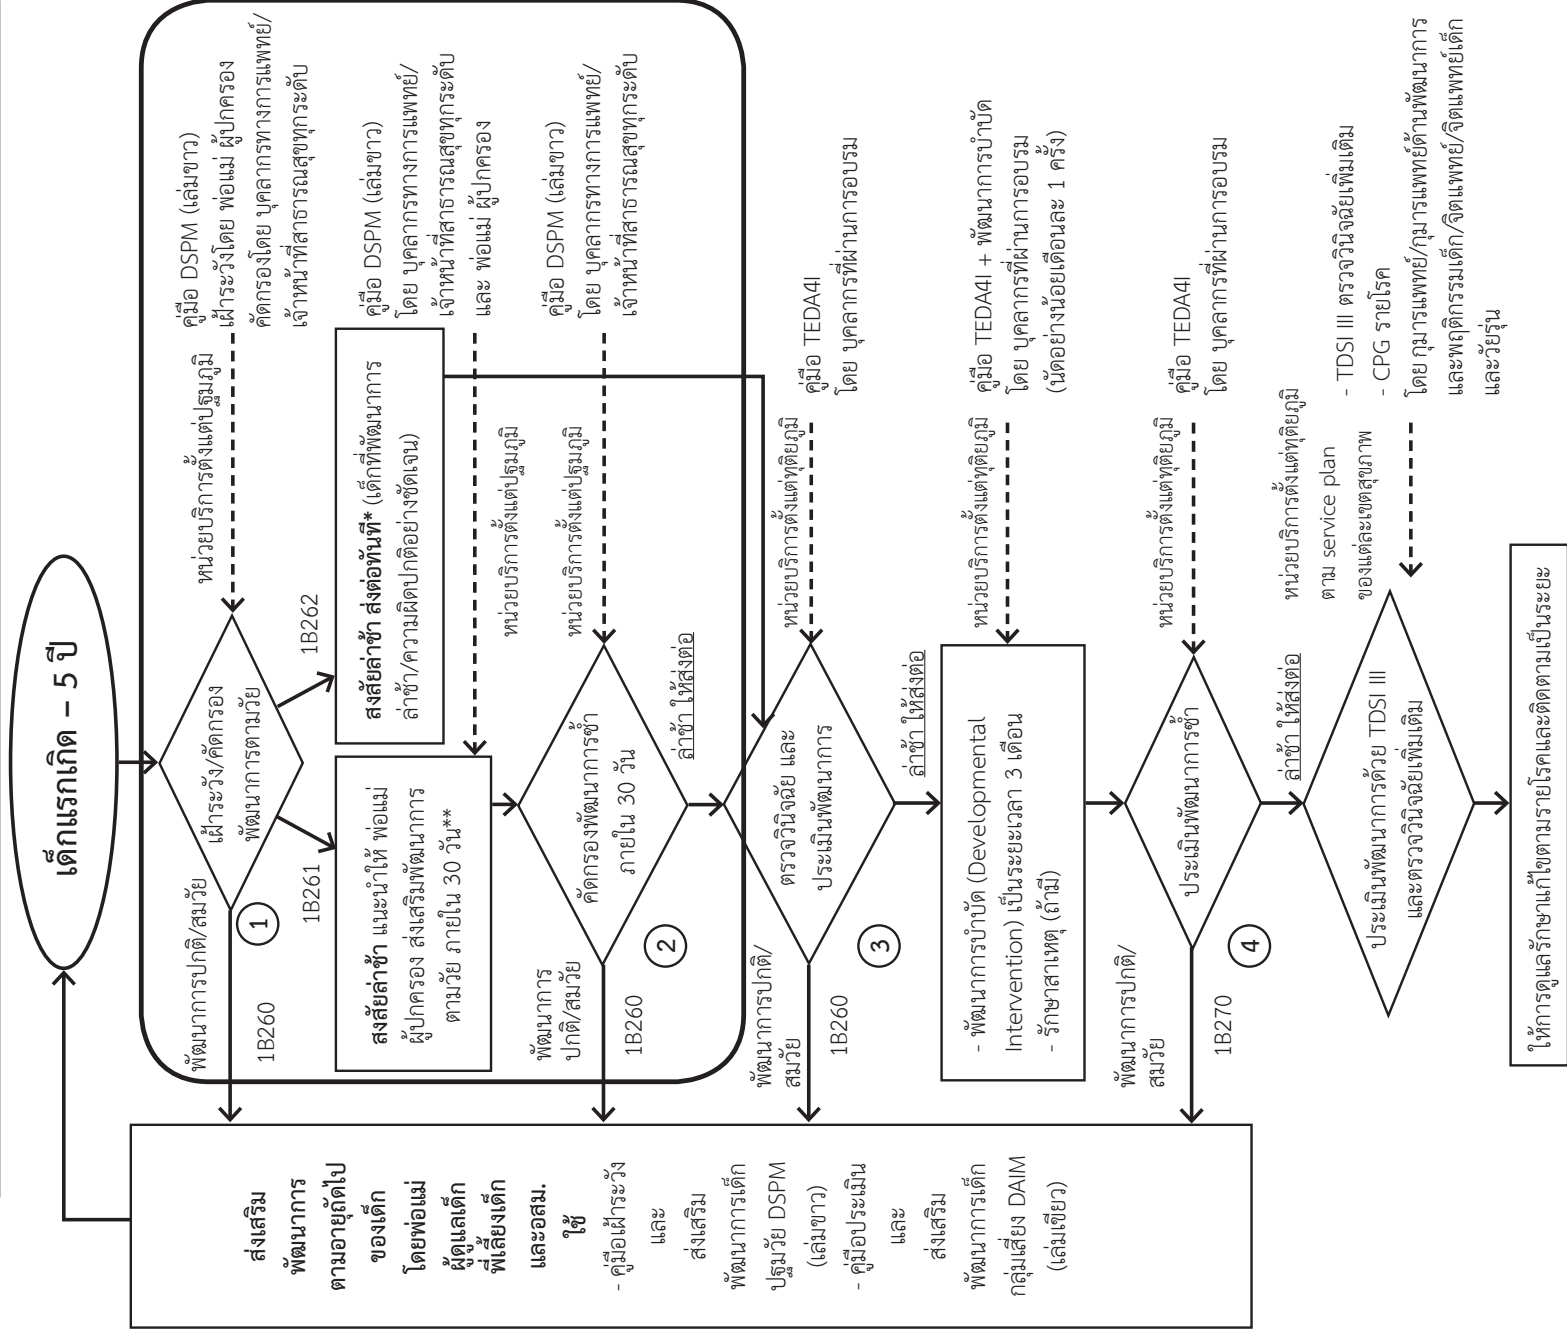 เด็กแรกเกิด – 5 ปี
เฝ้าระวัง/คัดกรอง
พัฒนาการตามวัย
1
หน่วยบริการตั้งแต่ปฐมภูมิ
คู่มือ DSPM (เล่มขาว)
เฝ้าระวังโดย พ่อแม่ ผู้ปกครอง
คัดกรองโดย บุคลากรทางการแพทย์/
เจ้าหน้าที่สาธารณสุขทุกระดับ
พัฒนาการปกติ/สมวัย
1B260
1B261
1B262
สงสัยล่าช้า แนะนำให้ พ่อแม่
ผู้ปกครอง ส่งเสริมพัฒนาการ
ตามวัย ภายใน 30 วัน**
สงสัยล่าช้า ส่งต่อทันที* (เด็กที่พัฒนาการ
ล่าช้า/ความผิดปกติอย่างชัดเจน)
หน่วยบริการตั้งแต่ปฐมภูมิ
คู่มือ DSPM (เล่มขาว)
โดย บุคลากรทางการแพทย์/
เจ้าหน้าที่สาธารณสุขทุกระดับ
และ พ่อแม่ ผู้ปกครอง
คัดกรองพัฒนาการซ้ำ
ภายใน 30 วัน
2
หน่วยบริการตั้งแต่ปฐมภูมิ
คู่มือ DSPM (เล่มขาว)
โดย บุคลากรทางการแพทย์/
เจ้าหน้าที่สาธารณสุขทุกระดับ
พัฒนาการ
ปกติ/สมวัย
1B260
ล่าช้า ให้ส่งต่อ
ตรวจวินิจฉัย และ
ประเมินพัฒนาการ
3
หน่วยบริการตั้งแต่ทุติยภูมิ
คู่มือ TEDA4I
โดย บุคลากรที่ผ่านการอบรม
พัฒนาการปกติ/
สมวัย
1B260
ล่าช้า ให้ส่งต่อ
- พัฒนาการบำบัด (Developmental
Intervention) เป็นระยะเวลา 3 เดือน
- รักษาสาเหตุ (ถ้ามี)
หน่วยบริการตั้งแต่ทุติยภูมิ
คู่มือ TEDA4I + พัฒนาการบำบัด
โดย บุคลากรที่ผ่านการอบรม
(นัดอย่างน้อยเดือนละ 1 ครั้ง)
ประเมินพัฒนาการซ้ำ
4
หน่วยบริการตั้งแต่ทุติยภูมิ
คู่มือ TEDA4I
โดย บุคลากรที่ผ่านการอบรม
พัฒนาการปกติ/
สมวัย
1B270
ล่าช้า ให้ส่งต่อ
ประเมินพัฒนาการด้วย TDSI III
และตรวจวินิจฉัยเพิ่มเติม
หน่วยบริการตั้งแต่ทุติยภูมิ
ตาม service plan
ของแต่ละเขตสุขภาพ
- TDSI III ตรวจวินิจฉัยเพิ่มเติม
- CPG รายโรค
โดย กุมารแพทย์/กุมารแพทย์ด้านพัฒนาการ
และพฤติกรรมเด็ก/จิตแพทย์/จิตแพทย์เด็ก
และวัยรุ่น
ให้การดูแลรักษาแก้ไขตามรายโรคและติดตามเป็นระยะ
ส่งเสริม
พัฒนาการ
ตามอายุถัดไป
ของเด็ก
โดยพ่อแม่
ผู้ดูแลเด็ก
พี่เลี้ยงเด็ก
และอสม.
ใช้
- คู่มือเฝ้าระวัง
และ
ส่งเสริม
พัฒนาการเด็ก
ปฐมวัย DSPM
(เล่มขาว)
- คู่มือประเมิน
และ
ส่งเสริม
พัฒนาการเด็ก
กลุ่มเสี่ยง DAIM
(เล่มเขียว)